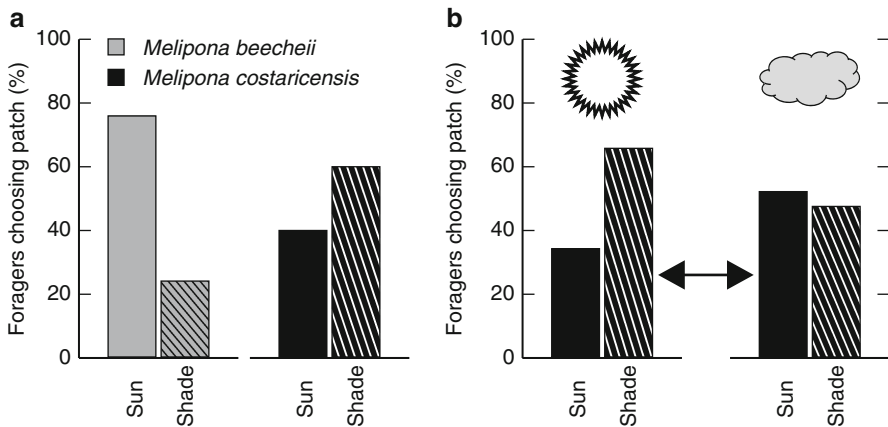 a
100
80
60
40
20
0
Foragers choosing patch (%)
Melipona beecheii
Melipona costaricensis
Sun
Shade
Sun
Shade
b
100
80
60
40
20
0
Foragers choosing patch (%)
Sun
Shade
Sun
Shade